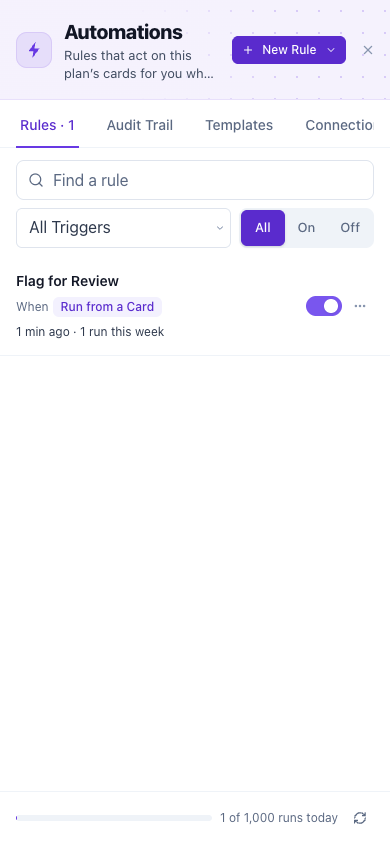 Automations
Rules that act on this
plan's cards for you wh...
New Rule
Rules · 1
Audit Trail
Templates
Connectio
Find a rule
All Triggers
All
On
Off
Flag for Review
When Run from a Card
1 min ago · 1 run this week
1 of 1,000 runs today